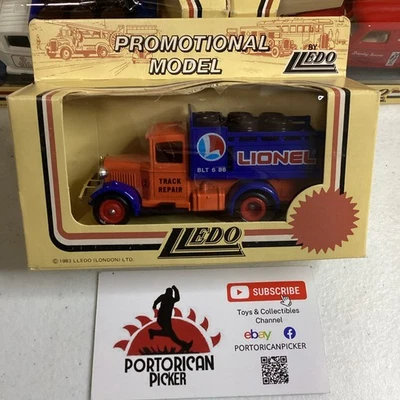 PROMOTIONAL
MODEL
BY
LLEDO
L
LIONEL
BLT 6 86
TRACK
REPAIR
LLEDO
© 1983 LLEDO (LONDON) LTD.
SUBSCRIBE
Toys & Collectibles
Channel
ebay
PORTORICANPICKER
PORTORICAN
PICKER